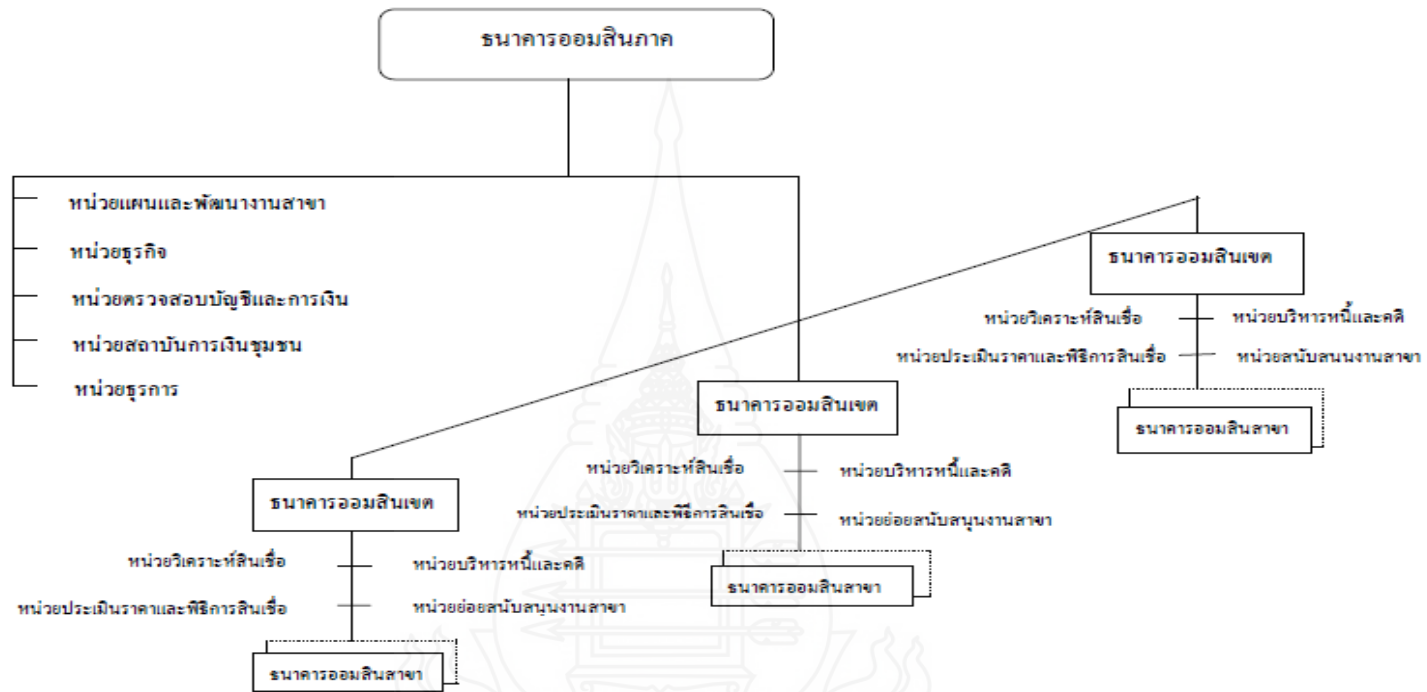 ธนาคารออมสินภาค
หน่วยแผนและพัฒนางานสาขา
หน่วยธุรกิจ
หน่วยตรวจสอบบัญชีและการเงิน
หน่วยสถาบันการเงินชุมชน
หน่วยธุรการ
ธนาคารออมสินเขต
หน่วยวิเคราะห์สินเชื่อ
หน่วยบริหารหนี้และคดี
หน่วยประเมินราคาและพิธีการสินเชื่อ
หน่วยสนับสนนงานสาขา
ธนาคารออมสินสาขา
ธนาคารออมสินเขต
หน่วยวิเคราะห์สินเชื่อ
หน่วยบริหารหนี้และคดี
หน่วยประเมินราคาและพิธีการสินเชื่อ
หน่วยย่อยสนับสนุนงานสาขา
ธนาคารออมสินสาขา
ธนาคารออมสินเขต
หน่วยวิเคราะห์สินเชื่อ
หน่วยบริหารหนี้และคดี
หน่วยประเมินราคาและพิธีการสินเชื่อ
หน่วยย่อยสนับสนุนงานสาขา
ธนาคารออมสินสาขา